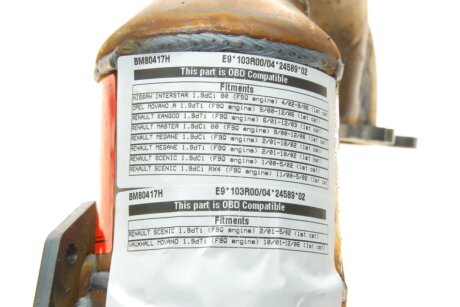 BM80417H E9*103R00/04*24589*02
This part is OBD Compatible
Fitments
NISSAN INTERSTAR 1.9dCi 80 (F9Q engine) 4/02-8/06 (1st cat)
OPEL MOVANO A 1.9DTi (F9Q engine) 9/00-12/06 (1st cat)
RENAULT KANGOO 1.9dTi (F9Q engine) 6/01-12/03 (1st cat)
RENAULT MASTER 1.9DCi 80 (F9Q engine) 9/00-12/06 (1st cat)
RENAULT MEGANE 1.9dCi (F9Q engine) 2/01-10/02 (1st cat)
RENAULT MEGANE 1.9dTi (F9Q engine) 2/01-10/02 (1st cat)
RENAULT SCENIC 1.9dCi (F9Q engine) 1/00-5/02 (1st cat)
RENAULT SCENIC 1.9dCi RX4 (F9Q engine) 11/00-5/02 (1st cat)
BM80417H E9*103R00/04*24589*02
This part is OBD Compatible
Fitments
RENAULT SCENIC 1.9dTi (F9Q engine) 2/01-5/02 (1st cat)
VAUXHALL MOVANO 1.9DTi (F9Q engine) 10/01-12/06 (1st cat)